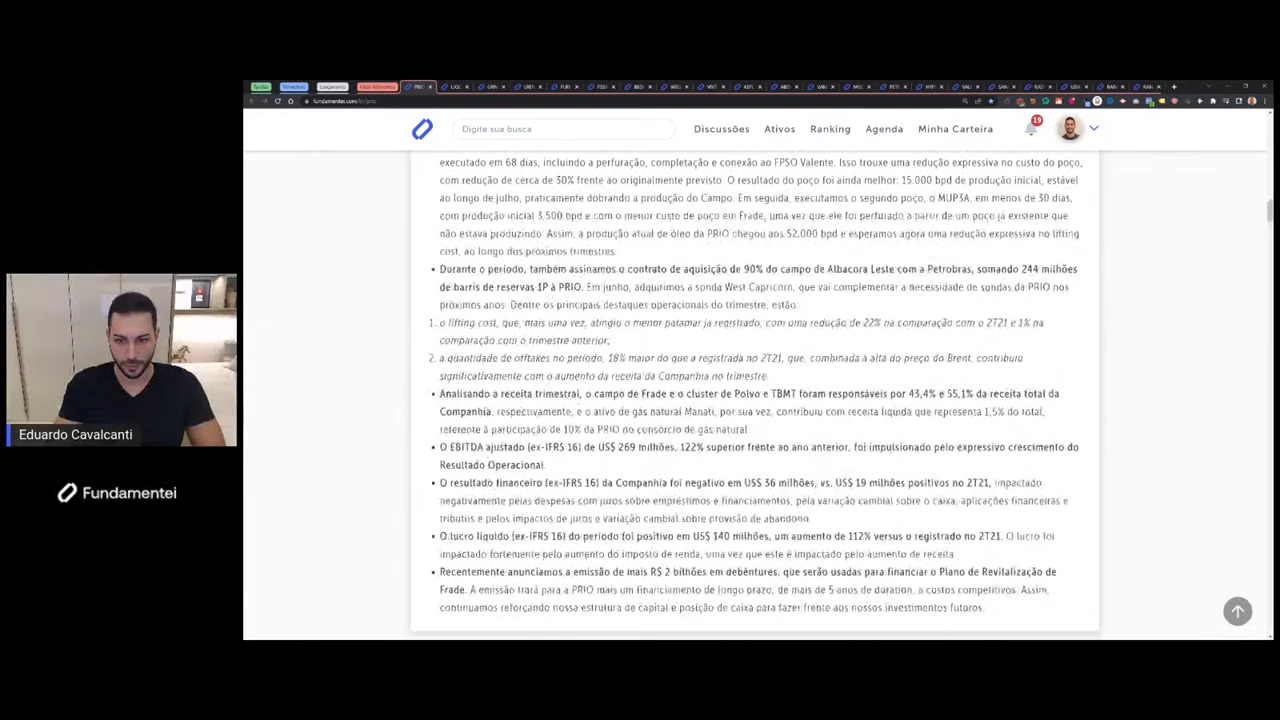 fundamentei.com/br/prio
Digite sua busca
Discussões
Ativos
Ranking
Agenda
Minha Carteira
19
executado em 68 dias, incluindo a perfuração, completação e conexão ao FPSO Valente. Isso trouxe uma redução expressiva no custo do poço,
com redução de cerca de 30% frente ao originalmente previsto. O resultado do poço foi ainda melhor: 15.000 bpd de produção inicial, estável
ao longo de julho, praticamente dobrando a produção do Campo. Em seguida, executamos o segundo poço, o MUP3A, em menos de 30 dias,
com produção inicial 3.500 bpd e com o menor custo de poço em Frade, uma vez que ele foi perfurado a partir de um poço já existente que
não estava produzindo. Assim, a produção atual de óleo da PRIO chegou aos 52.000 bpd e esperamos agora uma redução expressiva no lifting
cost, ao longo dos próximos trimestres.
• Durante o período, também assinamos o contrato de aquisição de 90% do campo de Albacora Leste com a Petrobras, somando 244 milhões
de barris de reservas 1P à PRIO. Em junho, adquirimos a sonda West Capricorn, que vai complementar a necessidade de sondas da PRIO nos
próximos anos. Dentre os principais destaques operacionais do trimestre, estão:
1. o lifting cost, que, mais uma vez, atingiu o menor patamar já registrado, com uma redução de 22% na comparação com o 2T21 e 1% na
comparação com o trimestre anterior;
2. a quantidade de offtakes no período, 18% maior do que a registrada no 2T21, que, combinada à alta do preço do Brent, contribuiu
significativamente com o aumento da receita da Companhia no trimestre.
• Analisando a receita trimestral, o campo de Frade e o cluster de Polvo e TBMT foram responsáveis por 43,4% e 55,1% da receita total da
Companhia, respectivamente, e o ativo de gás natural Manati, por sua vez, contribuiu com receita líquida que representa 1,5% do total,
referente à participação de 10% da PRIO no consórcio de gás natural.
• O EBITDA ajustado (ex-IFRS 16) de US$ 269 milhões, 122% superior frente ao ano anterior, foi impulsionado pelo expressivo crescimento do
Resultado Operacional.
• O resultado financeiro (ex-IFRS 16) da Companhia foi negativo em US$ 36 milhões, vs. US$ 19 milhões positivos no 2T21, impactado
negativamente pelas despesas com juros sobre empréstimos e financiamentos, pela variação cambial sobre o caixa, aplicações financeiras e
tributos e pelos impactos de juros e variação cambial sobre provisão de abandono.
• O lucro líquido (ex-IFRS 16) do período foi positivo em US$ 140 milhões, um aumento de 112% versus o registrado no 2T21. O lucro foi
impactado fortemente pelo aumento do imposto de renda, uma vez que este é impactado pelo aumento de receita
• Recentemente anunciamos a emissão de mais R$ 2 bilhões em debêntures, que serão usadas para financiar o Plano de Revitalização de
Frade. A emissão trará para a PRIO mais um financiamento de longo prazo, de mais de 5 anos de duration, a custos competitivos. Assim,
continuamos reforçando nossa estrutura de capital e posição de caixa para fazer frente aos nossos investimentos futuros.
Eduardo Cavalcanti
Fundamentei